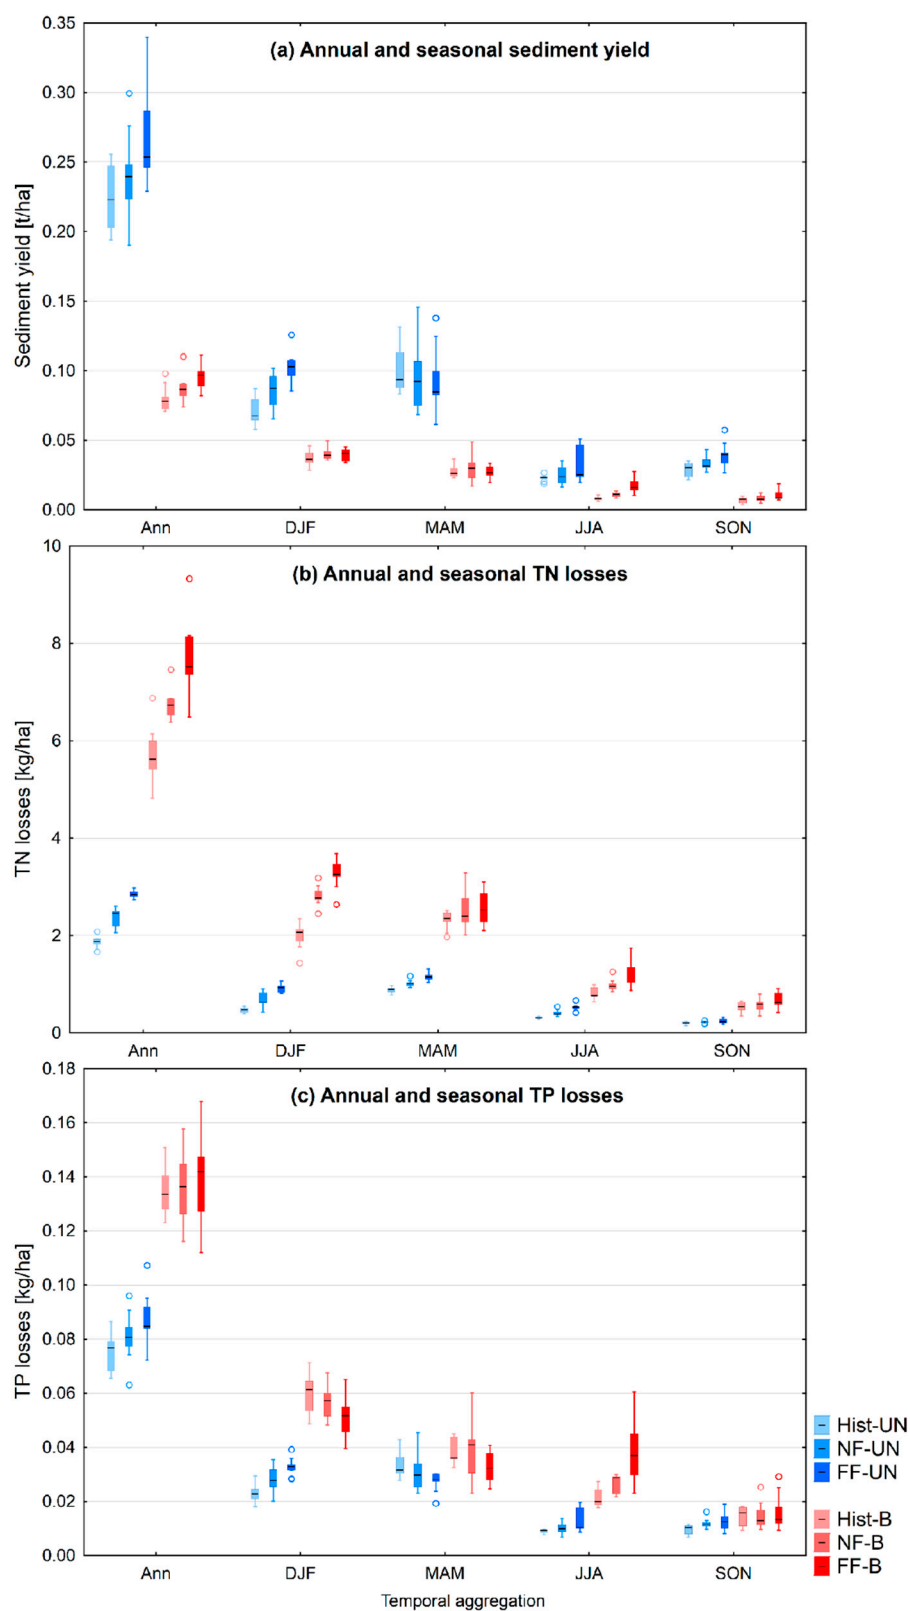 (a) Annual and seasonal sediment yield
Sediment yield [t/ha]
0.35
0.30
0.25
0.20
0.15
0.10
0.05
0.00
Ann DJF MAM JJA SON
(b) Annual and seasonal TN losses
TN losses [kg/ha]
10
8
6
4
2
0
Ann DJF MAM JJA SON
(c) Annual and seasonal TP losses
TP losses [kg/ha]
0.18
0.16
0.14
0.12
0.10
0.08
0.06
0.04
0.02
0.00
Ann DJF MAM JJA SON
Temporal aggregation
Hist-UN
NF-UN
FF-UN
Hist-B
NF-B
FF-B